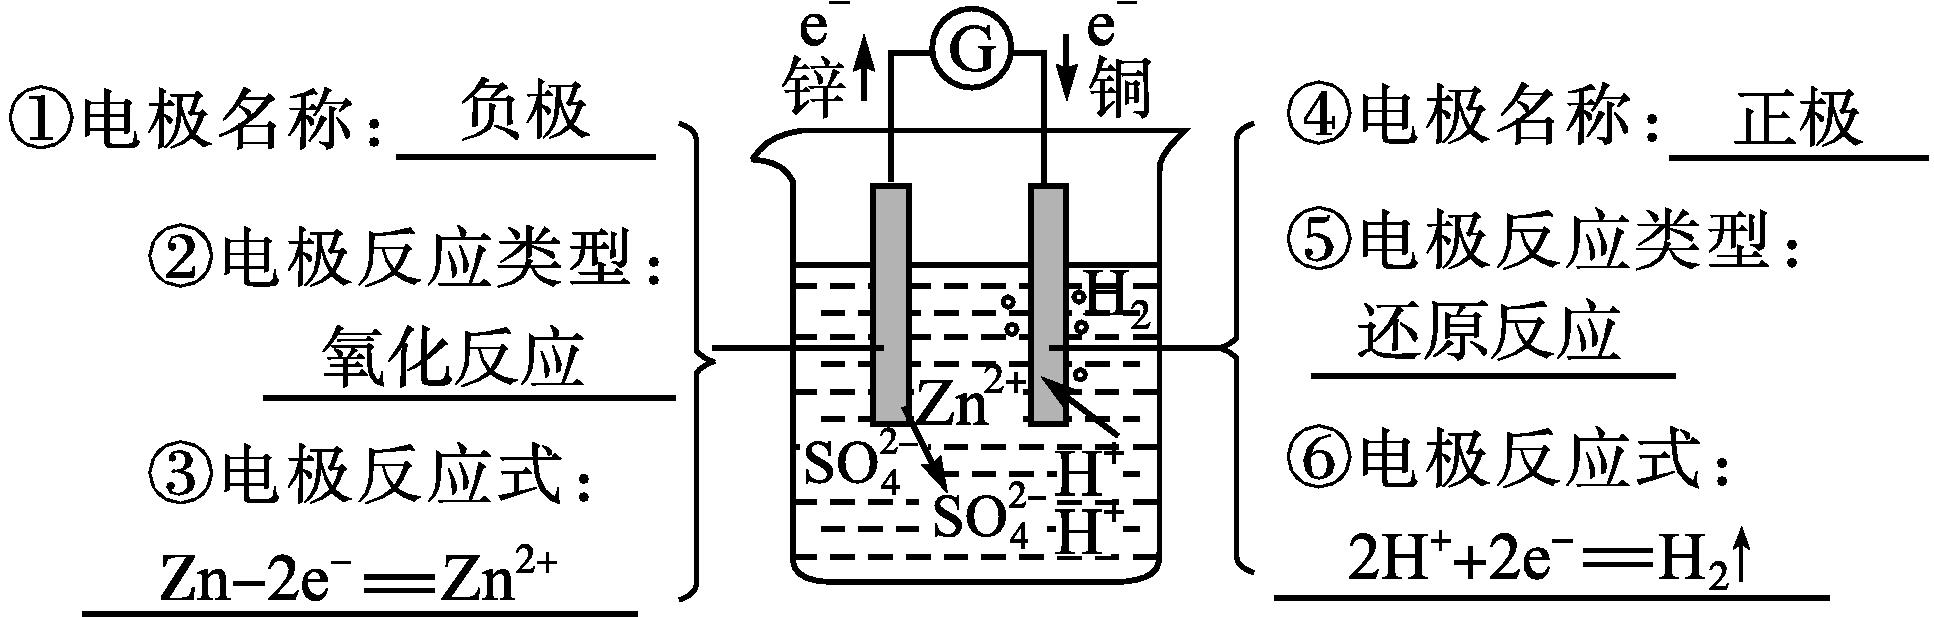 ①电极名称：负极
②电极反应类型：
氧化反应
③电极反应式：
Zn−2e⁻══Zn²⁺
e⁻
锌
G
e⁻
铜
H₂
Zn²⁺
SO₄²⁻
SO₄²⁻
H⁺
H⁺
④电极名称：正极
⑤电极反应类型：
还原反应
⑥电极反应式：
2H⁺+2e⁻══H₂↑